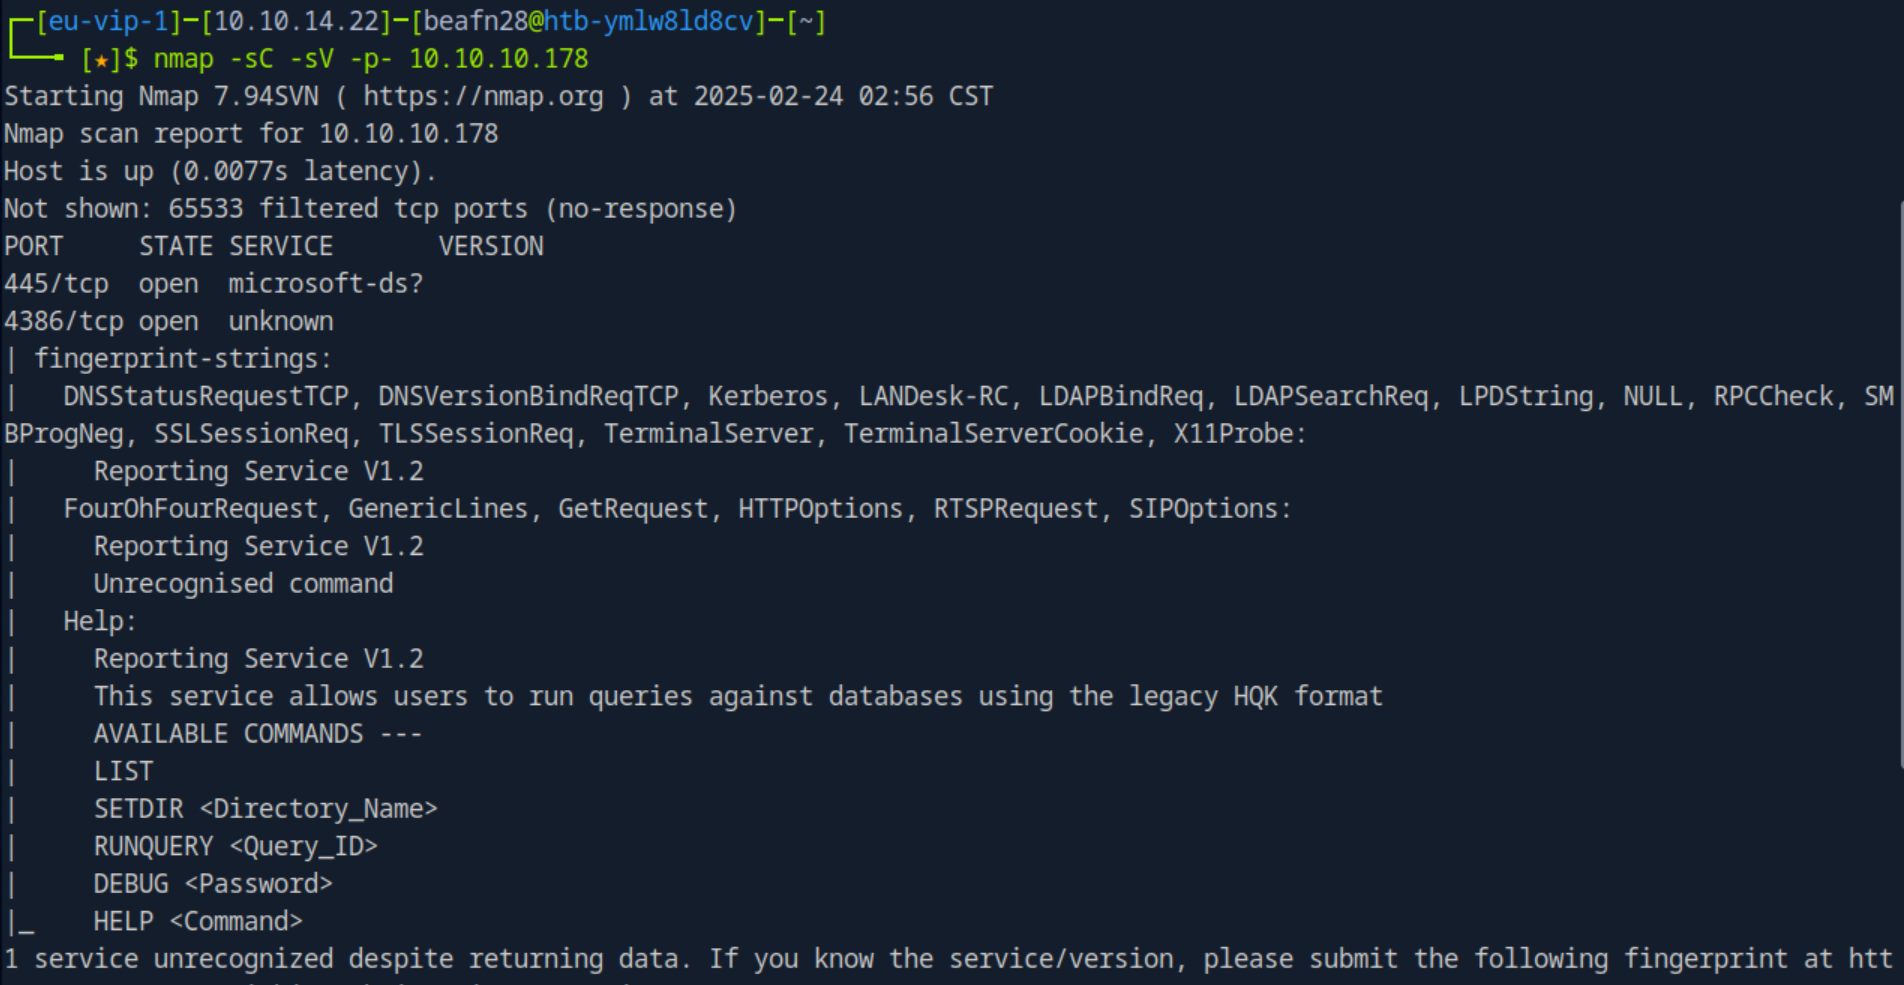 [eu-vip-1]─[10.10.14.22]─[beafn28@htb-ymlw8ld8cv]─[~]
[★]$ nmap -sC -sV -p- 10.10.10.178
Starting Nmap 7.94SVN ( https://nmap.org ) at 2025-02-24 02:56 CST
Nmap scan report for 10.10.10.178
Host is up (0.0077s latency).
Not shown: 65533 filtered tcp ports (no-response)
PORT     STATE SERVICE       VERSION
445/tcp  open  microsoft-ds?
4386/tcp open  unknown
| fingerprint-strings:
|   DNSStatusRequestTCP, DNSVersionBindReqTCP, Kerberos, LANDesk-RC, LDAPBindReq, LDAPSearchReq, LPDString, NULL, RPCCheck, SM
BProgNeg, SSLSessionReq, TLSSessionReq, TerminalServer, TerminalServerCookie, X11Probe:
|     Reporting Service V1.2
|   FourOhFourRequest, GenericLines, GetRequest, HTTPOptions, RTSPRequest, SIPOptions:
|     Reporting Service V1.2
|     Unrecognised command
|   Help:
|     Reporting Service V1.2
|     This service allows users to run queries against databases using the legacy HQK format
|     AVAILABLE COMMANDS ---
|     LIST
|     SETDIR <Directory_Name>
|     RUNQUERY <Query_ID>
|     DEBUG <Password>
|_    HELP <Command>
1 service unrecognized despite returning data. If you know the service/version, please submit the following fingerprint at htt